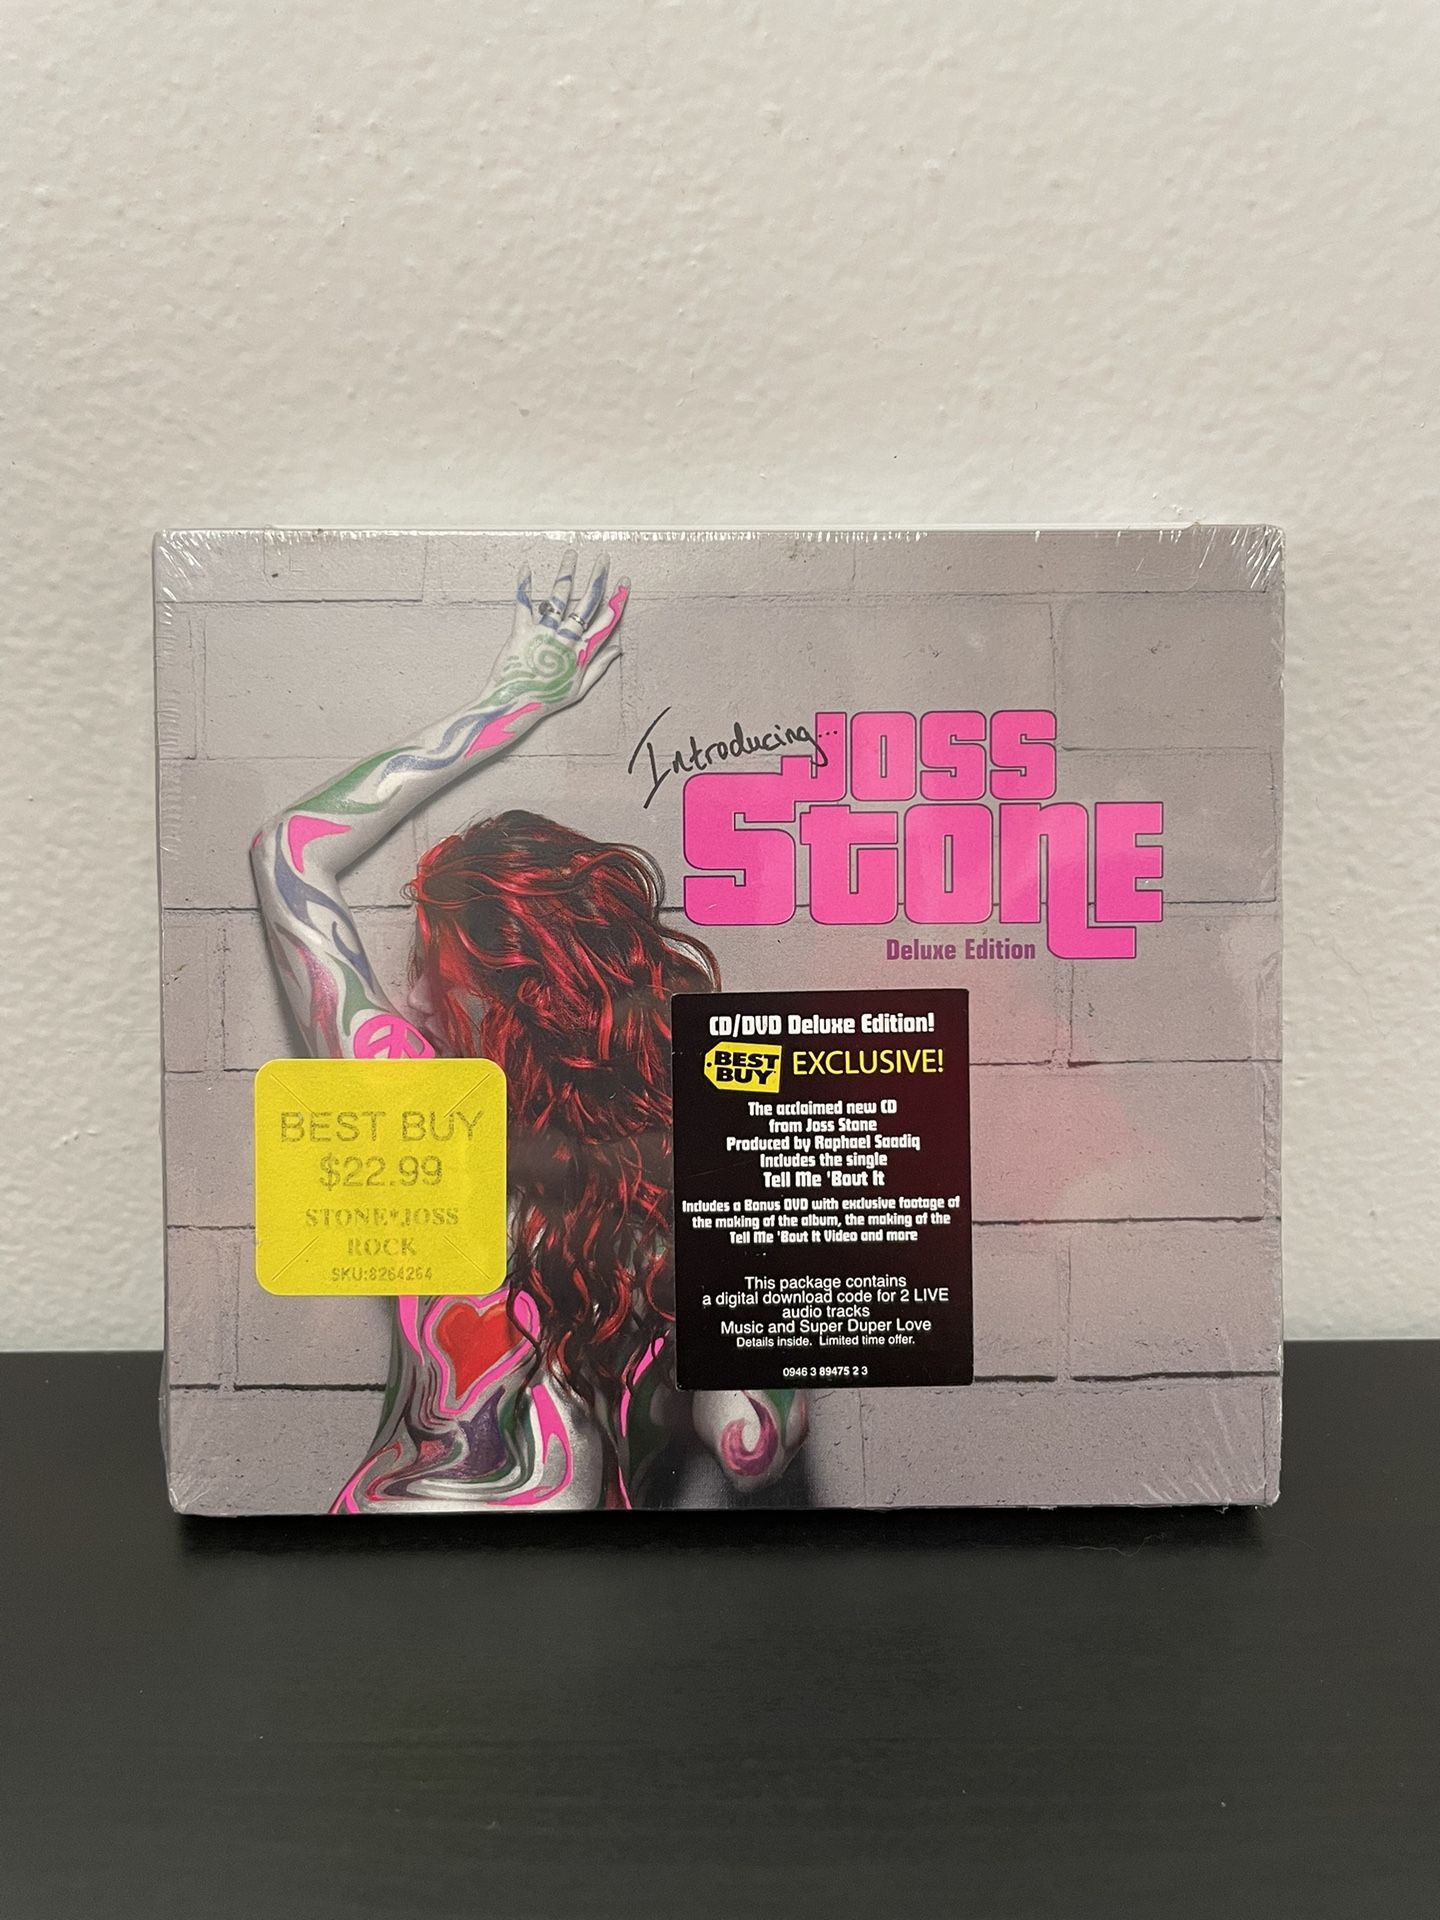 Introducing...
JOSS
STONE
Deluxe Edition
CD/DVD Deluxe Edition!
BEST
BUY
EXCLUSIVE!
The acclaimed new CD
from Joss Stone
Produced by Raphael Saadiq
Includes the single
Tell Me 'Bout It
Includes a Bonus DVD with exclusive footage of
the making of the album, the making of the
Tell Me 'Bout It Video and more
This package contains
a digital download code for 2 LIVE
audio tracks
Music and Super Duper Love
Details inside. Limited time offer.
0946 3 89475 2 3
BEST BUY
$22.99
STONE*JOSS
ROCK
SKU:8264264